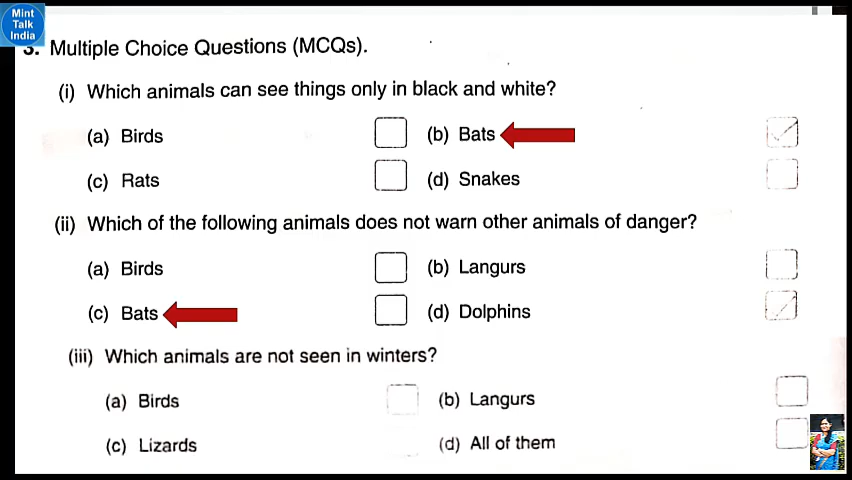 Mint
Talk
India
3. Multiple Choice Questions (MCQs).
(i) Which animals can see things only in black and white?
(a) Birds (b) Bats
(c) Rats (d) Snakes
(ii) Which of the following animals does not warn other animals of danger?
(a) Birds (b) Langurs
(c) Bats (d) Dolphins
(iii) Which animals are not seen in winters?
(a) Birds (b) Langurs
(c) Lizards (d) All of them